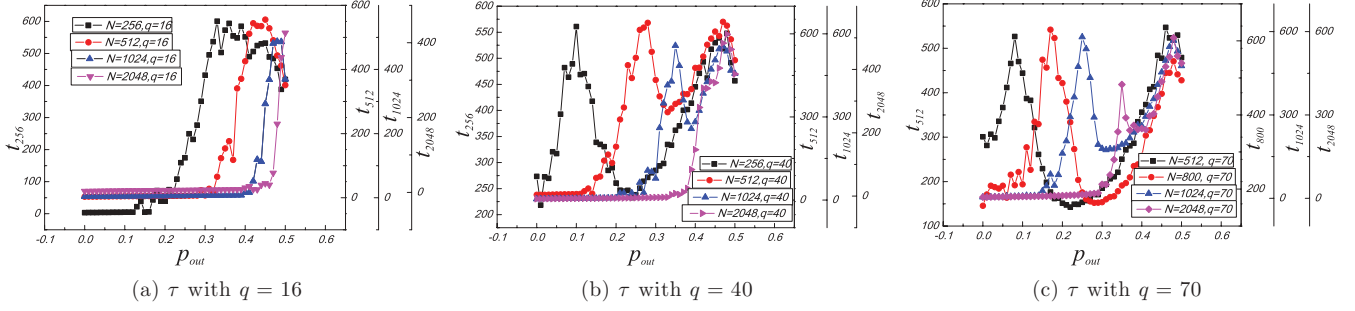 N=256,q=16
N=512,q=16
N=1024,q=16
N=2048,q=16
600
500
400
300
200
100
0
-0.1
0.0
0.1
0.2
0.3
0.4
0.5
0.6
t256
pout
600
500
400
300
200
100
0
t512
t1024
500
400
300
200
100
0
t2048
(a) τ with q = 16
N=256,q=40
N=512,q=40
N=1024,q=40
N=2048,q=40
600
550
500
450
400
350
300
250
200
-0.1
0.0
0.1
0.2
0.3
0.4
0.5
0.6
t256
pout
600
300
0
t512
t1024
400
200
0
t2048
(b) τ with q = 40
N=512, q=70
N=800, q=70
N=1024, q=70
N=2048, q=70
600
500
400
300
200
100
-0.1
0.0
0.1
0.2
0.3
0.4
0.5
0.6
t512
pout
800
600
400
200
t800
600
300
0
t1024
600
300
0
t2048
(c) τ with q = 70